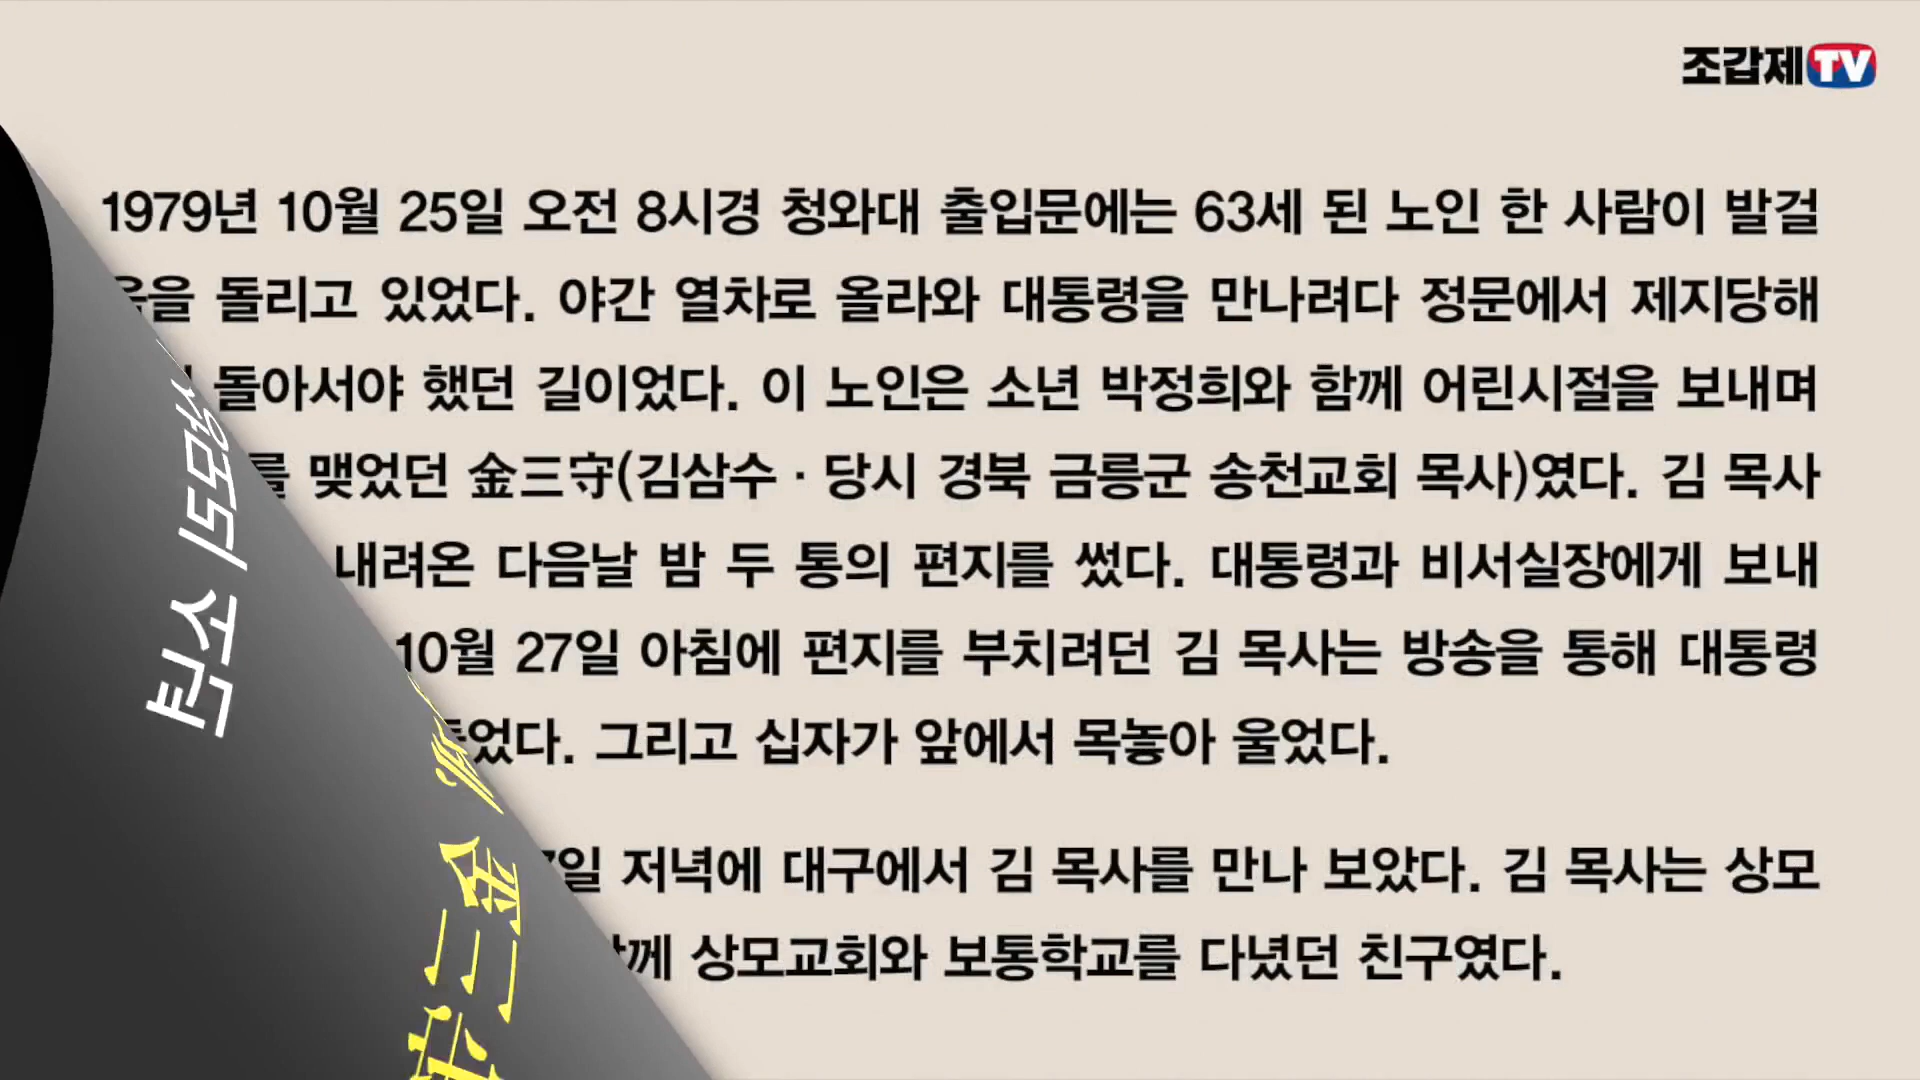 조갑제TV
1979년 10월 25일 오전 8시경 청와대 출입문에는 63세 된 노인 한 사람이 발걸
음을 돌리고 있었다. 야간 열차로 올라와 대통령을 만나려다 정문에서 제지당해
돌아서야 했던 길이었다. 이 노인은 소년 박정희와 함께 어린시절을 보내며
를 맺었던 金三守(김삼수 · 당시 경북 금릉군 송천교회 목사)였다. 김 목사
내려온 다음날 밤 두 통의 편지를 썼다. 대통령과 비서실장에게 보내
10월 27일 아침에 편지를 부치려던 김 목사는 방송을 통해 대통령
들었다. 그리고 십자가 앞에서 목놓아 울었다.
7일 저녁에 대구에서 김 목사를 만나 보았다. 김 목사는 상모
함께 상모교회와 보통학교를 다녔던 친구였다.
金三守